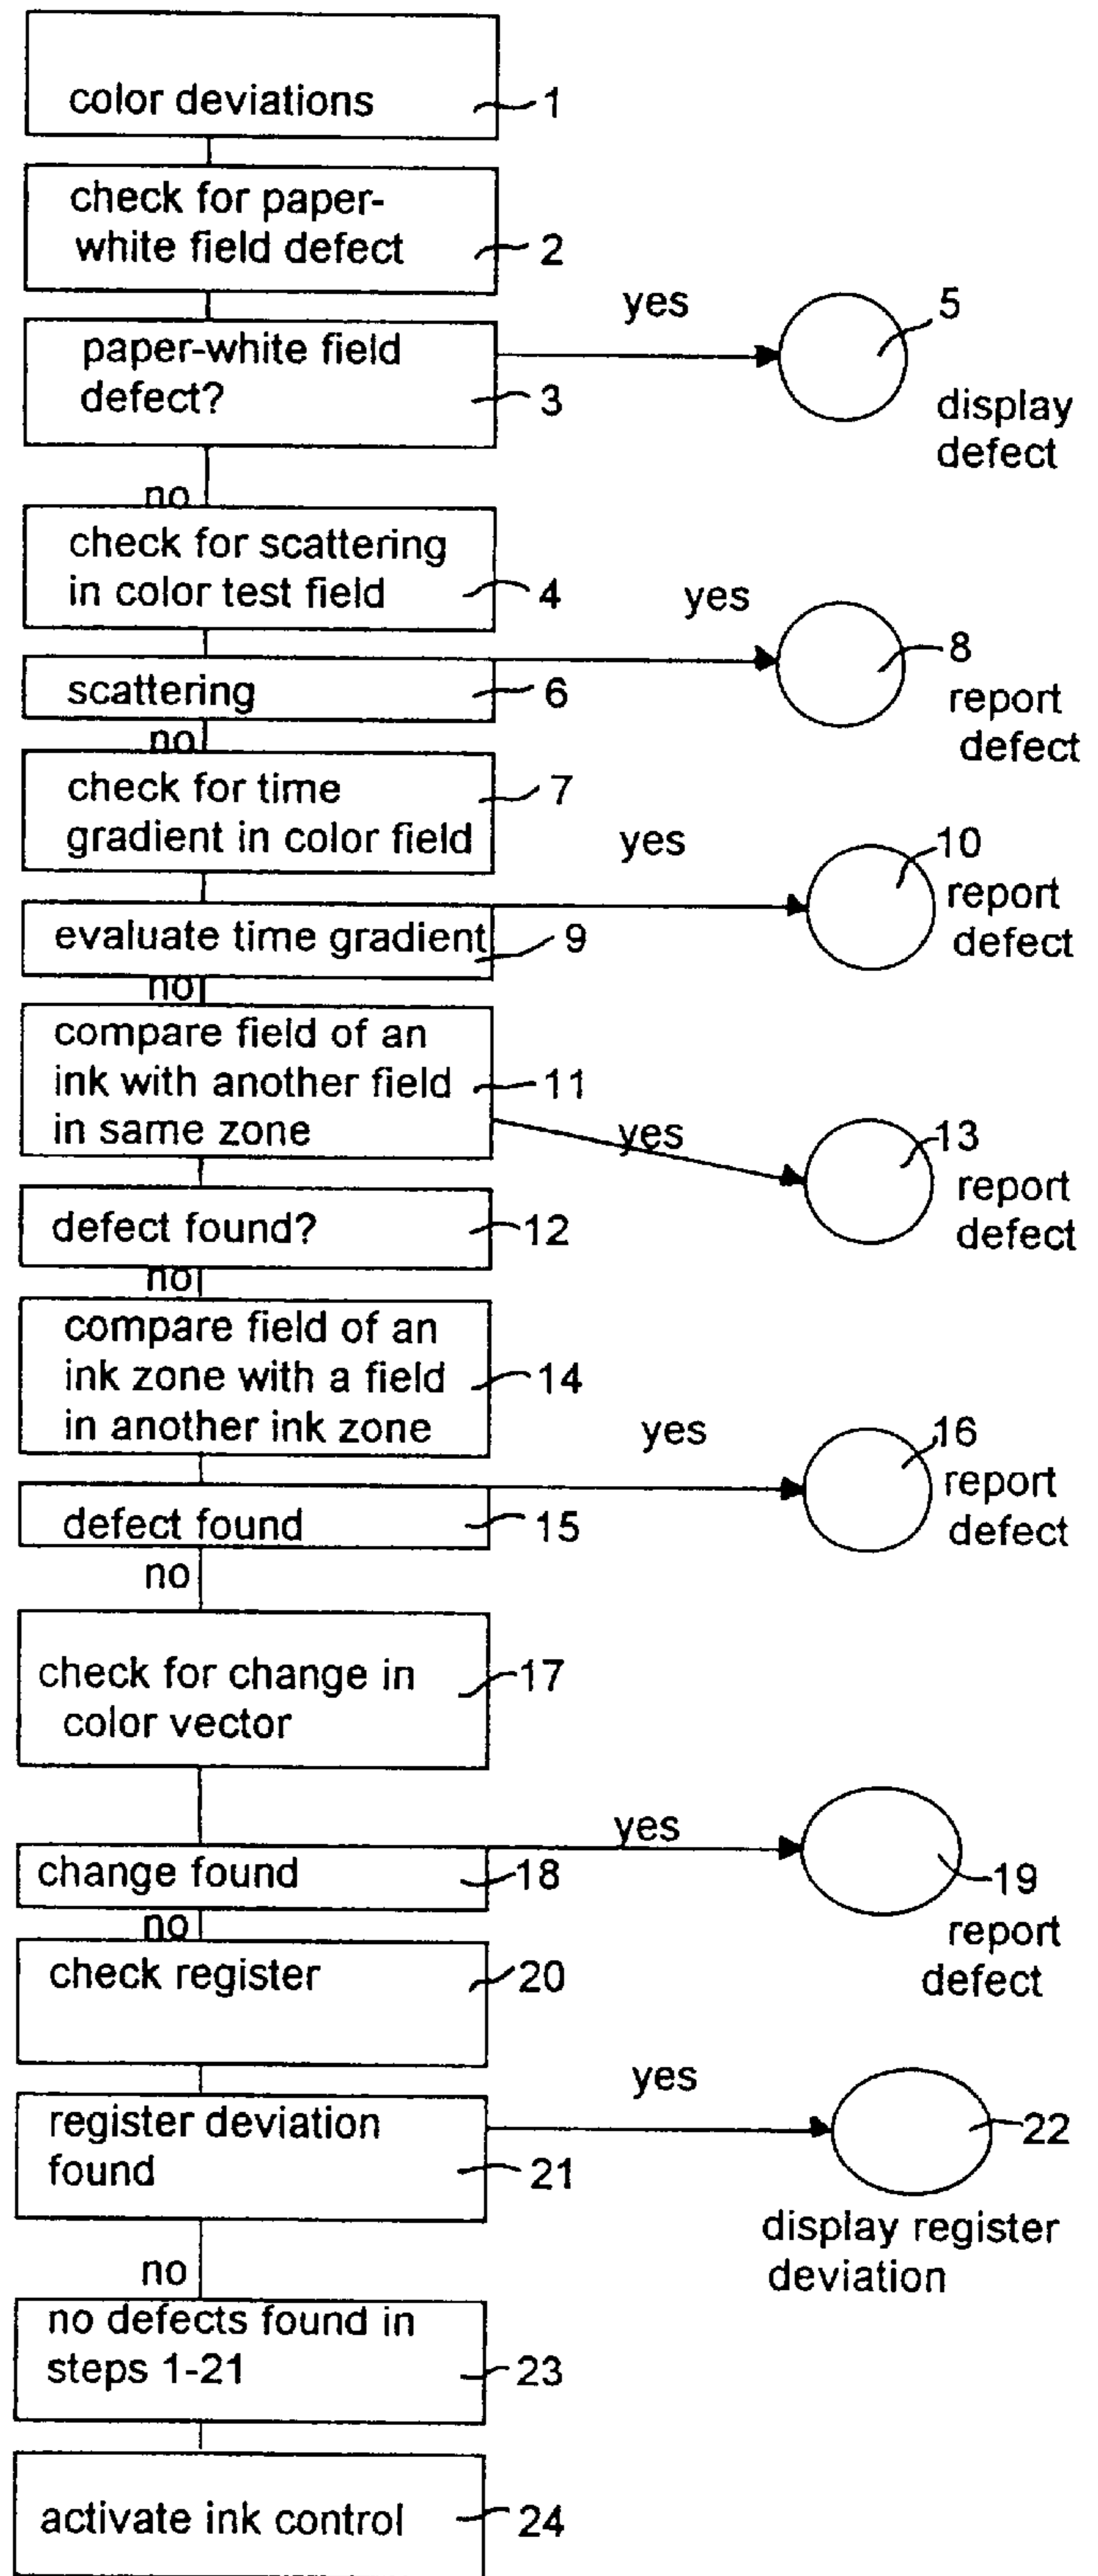 color deviations 1
check for paper-
white field defect 2
yes 5
paper-white field
defect? 3
display
defect
no
check for scattering
in color test field 4
yes
8
scattering 6
report
defect
no
check for time 7
gradient in color field
yes 10
report
defect
evaluate time gradient 9
no
compare field of an
ink with another field 11
in same zone
yes 13
report
defect
defect found? 12
no
compare field of an
ink zone with a field 14
in another ink zone
yes 16
report
defect
defect found 15
no
check for change in 17
color vector
yes
change found 18
19
report
defect
no
check register 20
yes
register deviation
found 21
22
display register
deviation
no
no defects found in
steps 1-21 23
activate ink control 24